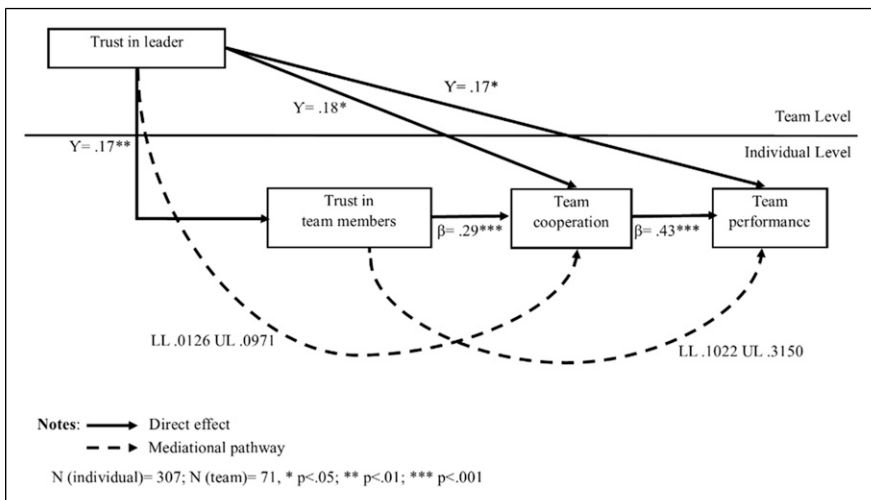 Trust in leader
ϒ= .17*
ϒ= .18*
Team Level
ϒ= .17**
Individual Level
Trust in
team members
Team
cooperation
Team
performance
β= .29***
β= .43***
LL .0126 UL .0971
LL .1022 UL .3150
Notes:
Direct effect
Mediational pathway
N (individual)= 307; N (team)= 71, * p<.05; ** p<.01; *** p<.001